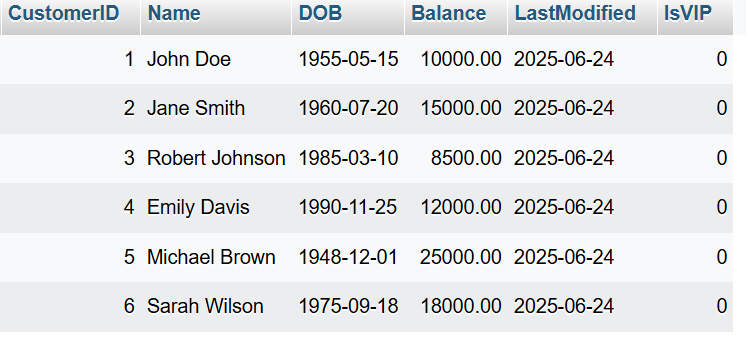 CustomerID Name DOB Balance LastModified IsVIP
1 John Doe 1955-05-15 10000.00 2025-06-24 0
2 Jane Smith 1960-07-20 15000.00 2025-06-24 0
3 Robert Johnson 1985-03-10 8500.00 2025-06-24 0
4 Emily Davis 1990-11-25 12000.00 2025-06-24 0
5 Michael Brown 1948-12-01 25000.00 2025-06-24 0
6 Sarah Wilson 1975-09-18 18000.00 2025-06-24 0